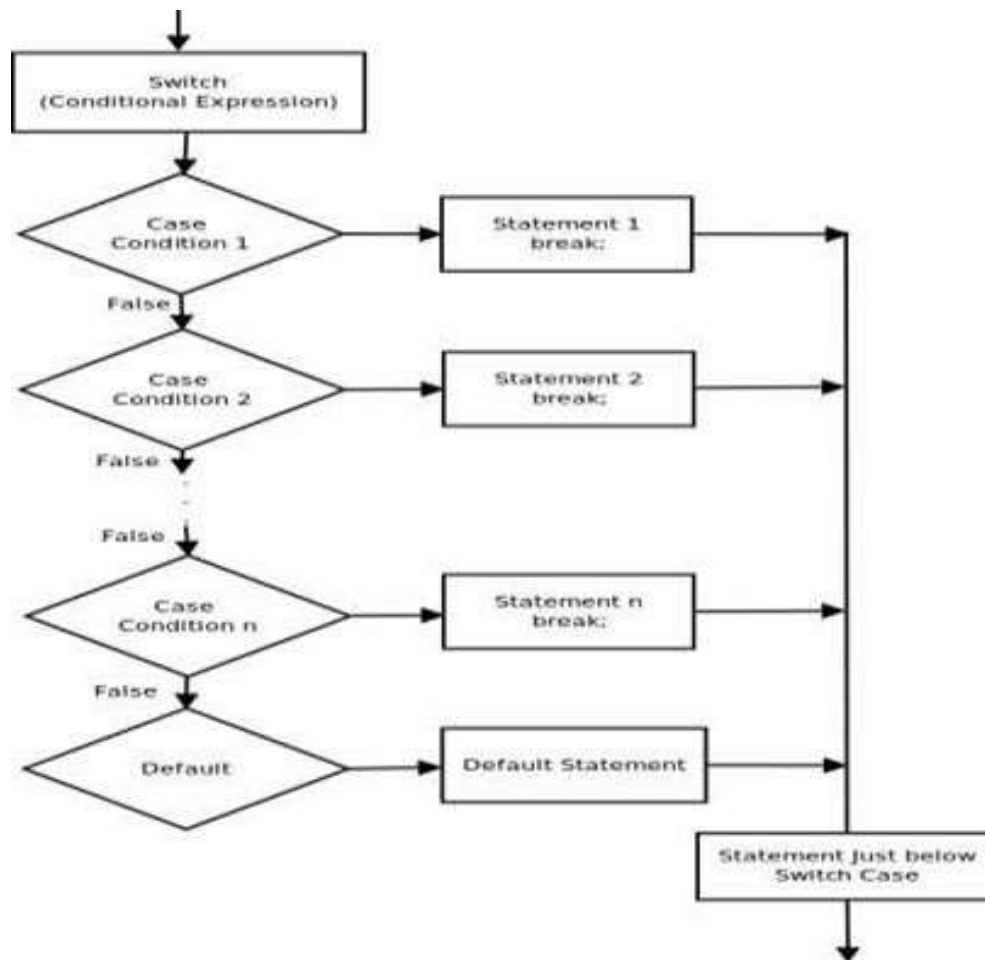 Switch
(Conditional Expression)
Case
Condition 1
Statement 1
break;
False
Case
Condition 2
Statement 2
break;
False
False
Case
Condition n
Statement n
break;
False
Default
Default Statement
Statement Just below
Switch Case